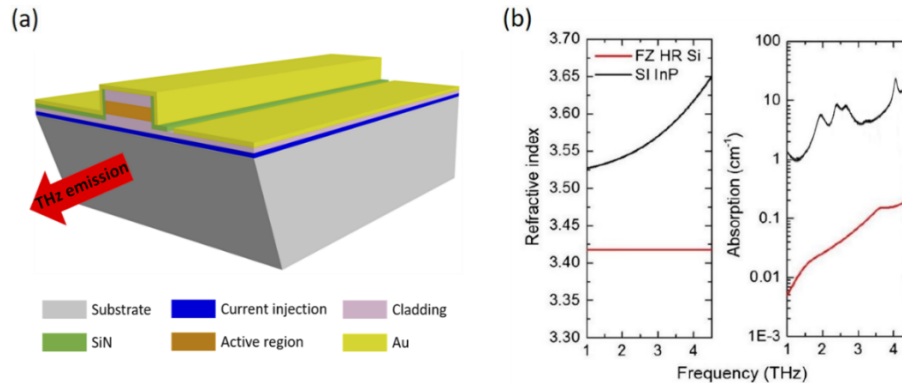 (a)
THz emission
Substrate
Current injection
Cladding
SiN
Active region
Au
(b)
Refractive index
3.70
3.65
3.60
3.55
3.50
3.45
3.40
3.35
3.30
FZ HR Si
SI InP
1 2 3 4
Absorption (cm⁻¹)
100
10
1
0.1
0.01
1E-3
1 2 3 4
Frequency (THz)